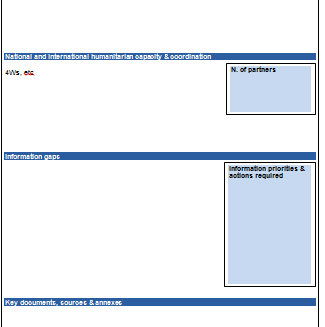 National and international humanitarian capacity & coordination
4Ws, etc.
N. of partners
Information gaps
Information priorities &
actions required
Key documents, sources & annexes